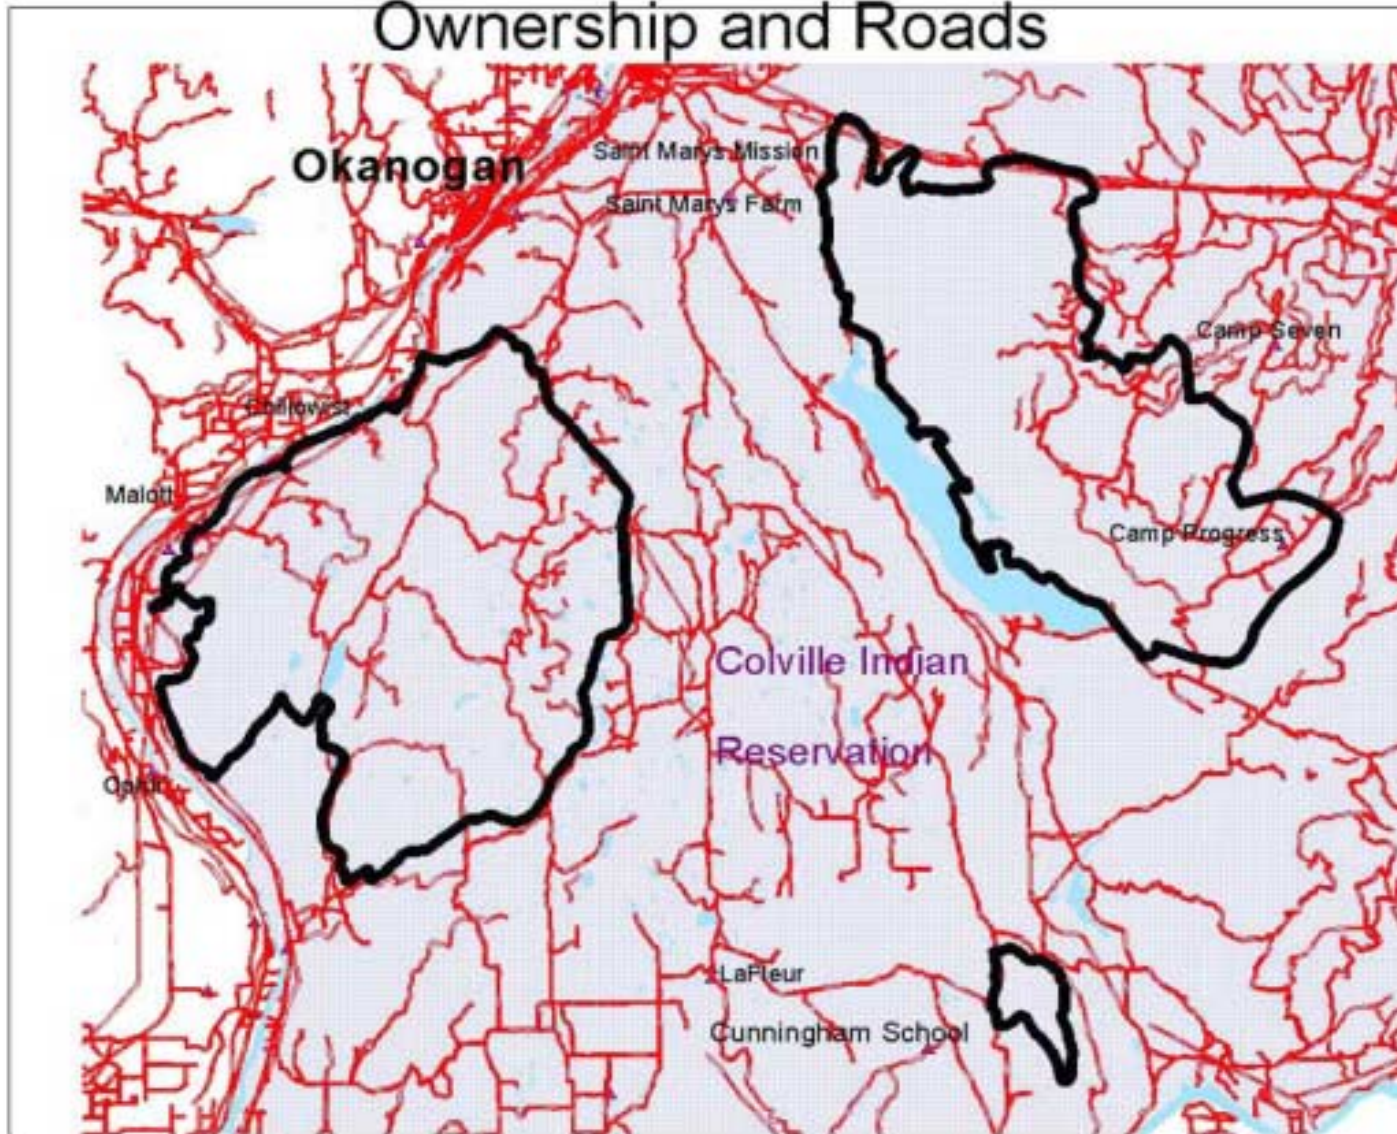 Ownership and Roads
Okanogan
Saint Marys Mission
Saint Marys Farm
Camp Seven
Chiliowist
Malott
Camp Progress
Colville Indian
Reservation
LaFleur
Cunningham School